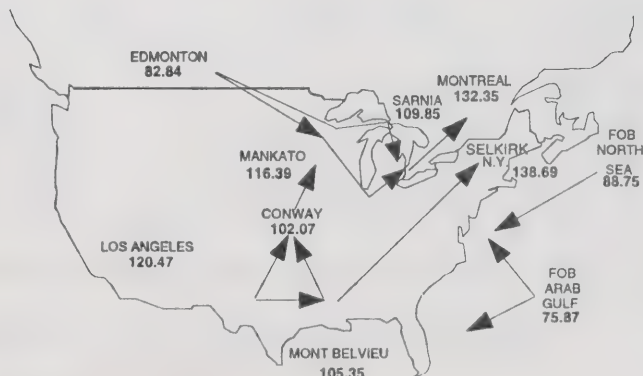 EDMONTON
82.84
MONTREAL
132.35
SARNIA
109.85
FOB
NORTH
SEA
88.75
SELKIRK
N.Y.
138.69
MANKATO
116.39
CONWAY
102.07
LOS ANGELES
120.47
FOB
ARAB
GULF
75.87
MONT BELVIEU
105.35